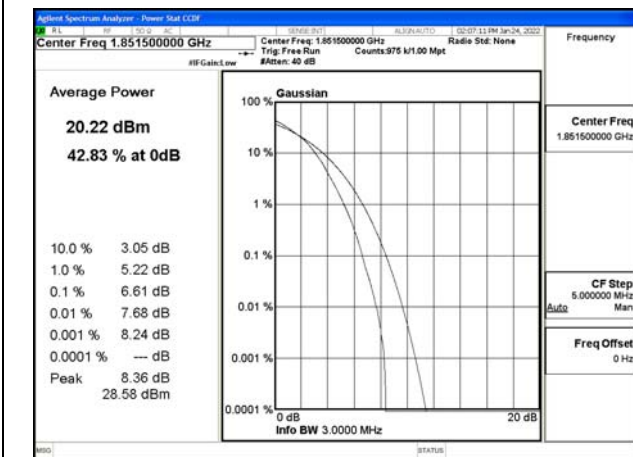 Agilent Spectrum Analyzer - Power Stat CCDF
RL RF 50 Ω AC SENSE:INT ALIGN AUTO 02:07:11 PM Jan 24, 2022
Center Freq 1.851500000 GHz
Center Freq: 1.851500000 GHz
Radio Std: None
Trig: Free Run Counts:975 k/1.00 Mpt
#IFGain:Low
#Atten: 40 dB
Frequency
Average Power
20.22 dBm
42.83 % at 0dB
10.0 % 3.05 dB
1.0 % 5.22 dB
0.1 % 6.61 dB
0.01 % 7.68 dB
0.001 % 8.24 dB
0.0001 % --- dB
Peak 8.36 dB
28.58 dBm
Gaussian
100 %
10 %
1 %
0.1 %
0.01 %
0.001 %
0.0001 %
0 dB 20 dB
Info BW 3.0000 MHz
Center Freq
1.851500000 GHz
CF Step
5.000000 MHz
Auto Man
Freq Offset
0 Hz
MSG STATUS